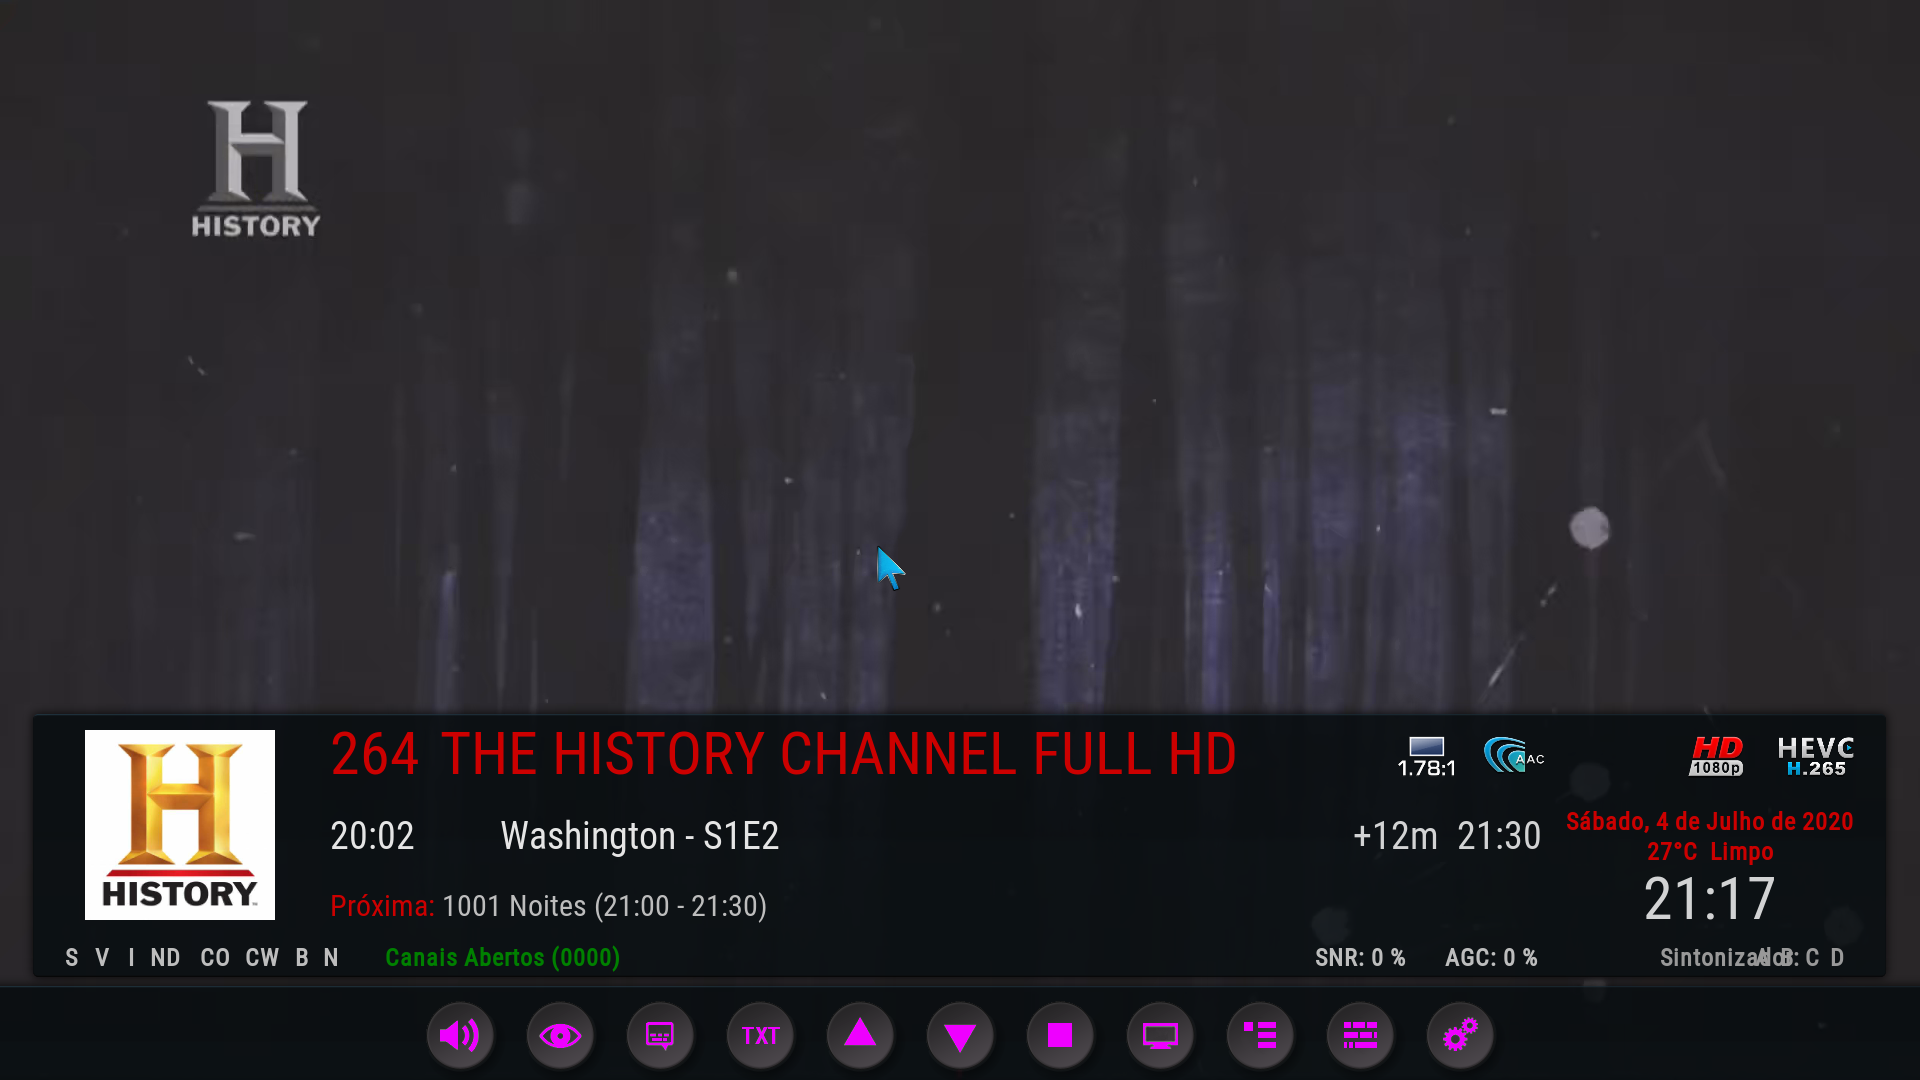 HISTORY
264 THE HISTORY CHANNEL FULL HD
1.78:1
AAC
HD
1080p
HEVC
H.265
20:02 Washington - S1E2
+12m 21:30
Sábado, 4 de Julho de 2020
27°C Limpo
HISTORY
Próxima: 1001 Noites (21:00 - 21:30)
21:17
S V I ND CO CW B N
Canais Abertos (0000)
SNR: 0 %
AGC: 0 %
Sintonizador: A B C D
TXT